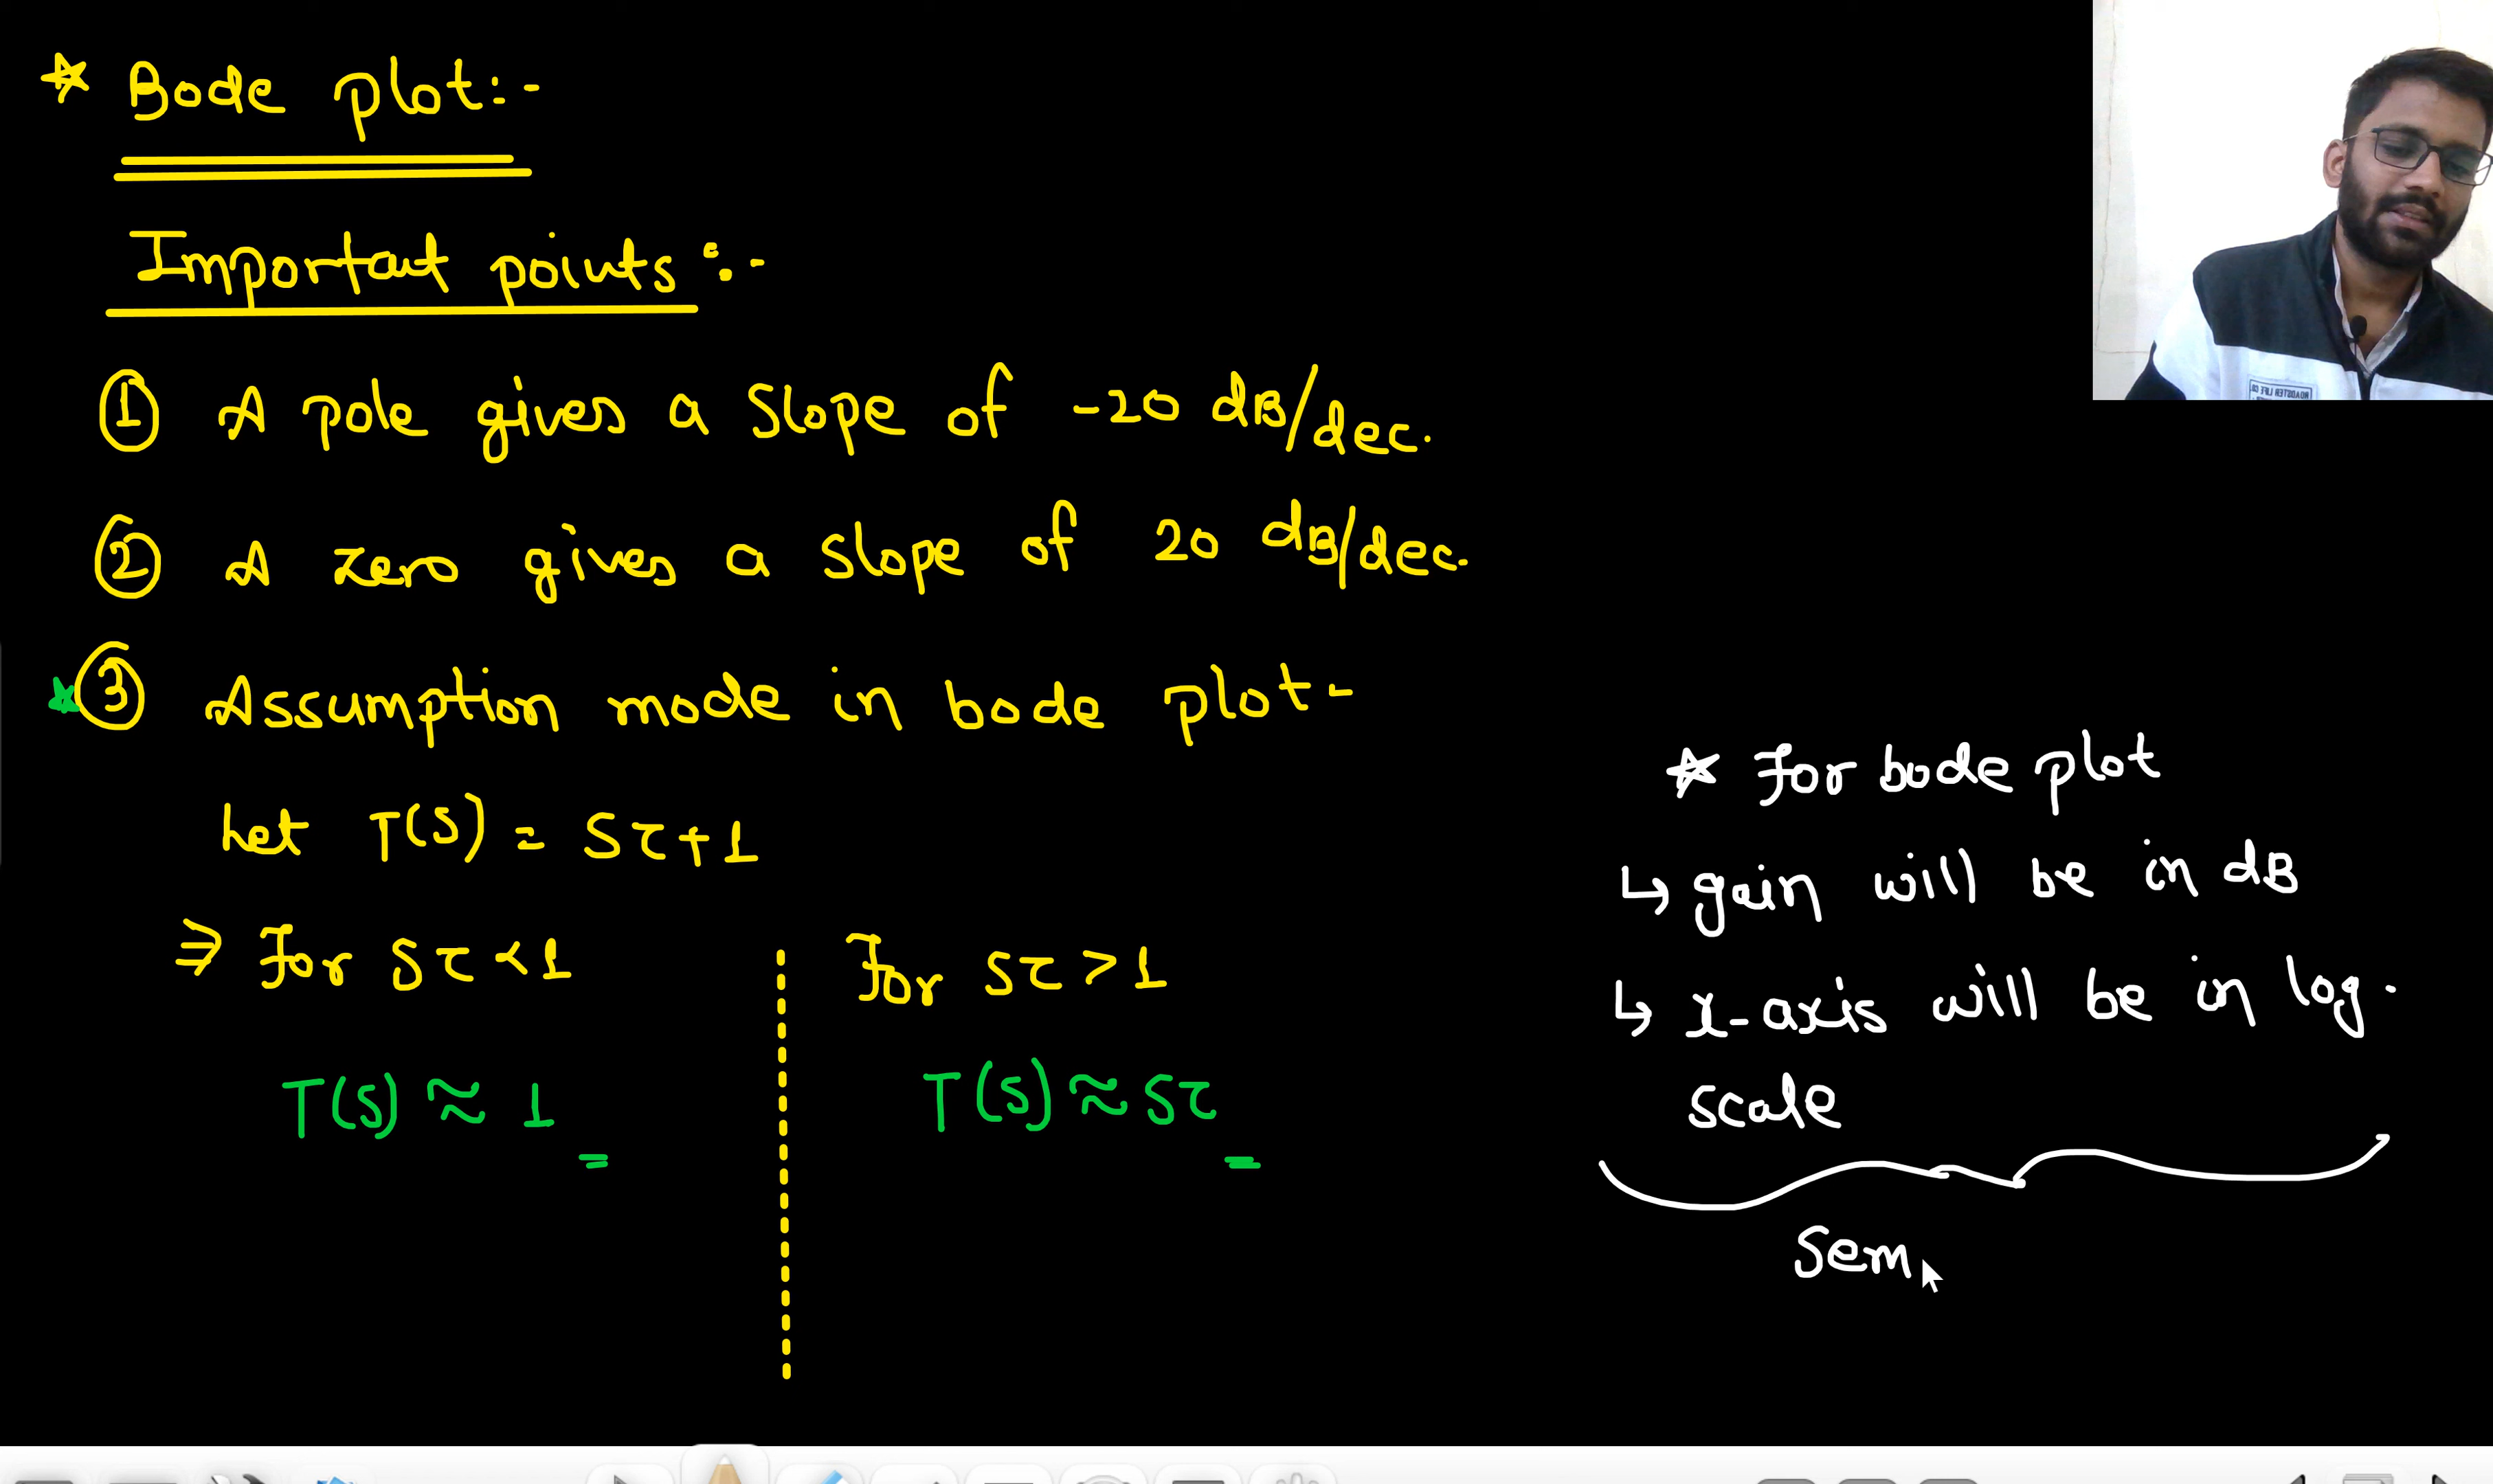 * Bode plot:-
Important points:-
① A pole gives a slope of -20 dB/dec.
② A zero gives a slope of 20 dB/dec.
* ③ Assumption mode in bode plot-
Let T(S) = Sτ+1
⇒ For Sτ < 1
T(S) ≈ 1
For Sτ > 1
T(S) ≈ Sτ
* For bode plot
↳ gain will be in dB
↳ x-axis will be in log.
scale
Sem